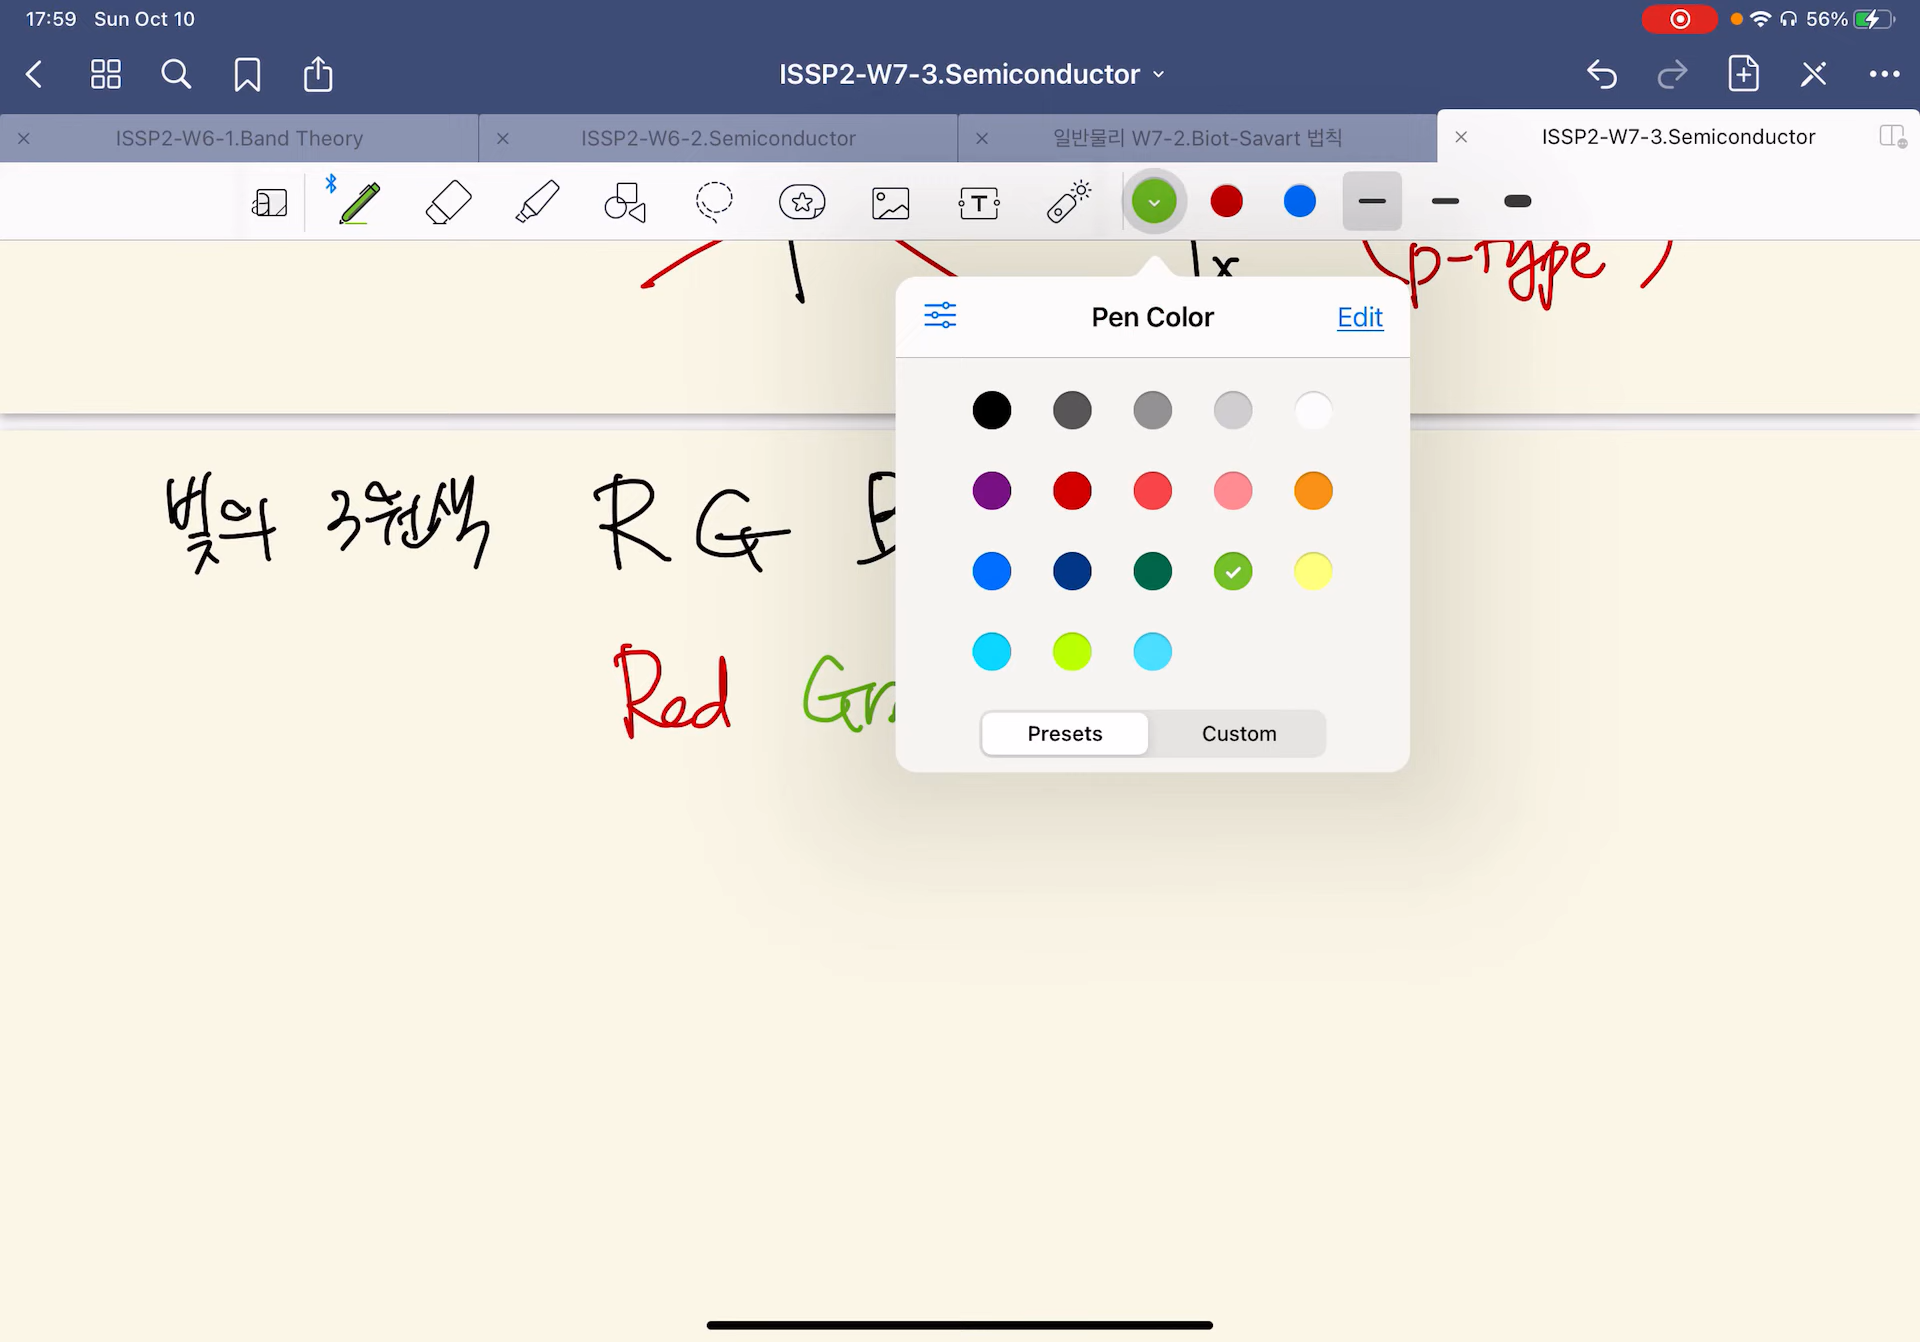 17:59 Sun Oct 10 56%
ISSP2-W7-3.Semiconductor
ISSP2-W6-1.Band Theory ISSP2-W6-2.Semiconductor 일반물리 W7-2.Biot-Savart 법칙 ISSP2-W7-3.Semiconductor
T
x (p-Type)
Pen Color Edit
빛의 3원색 R G
Red
Presets Custom